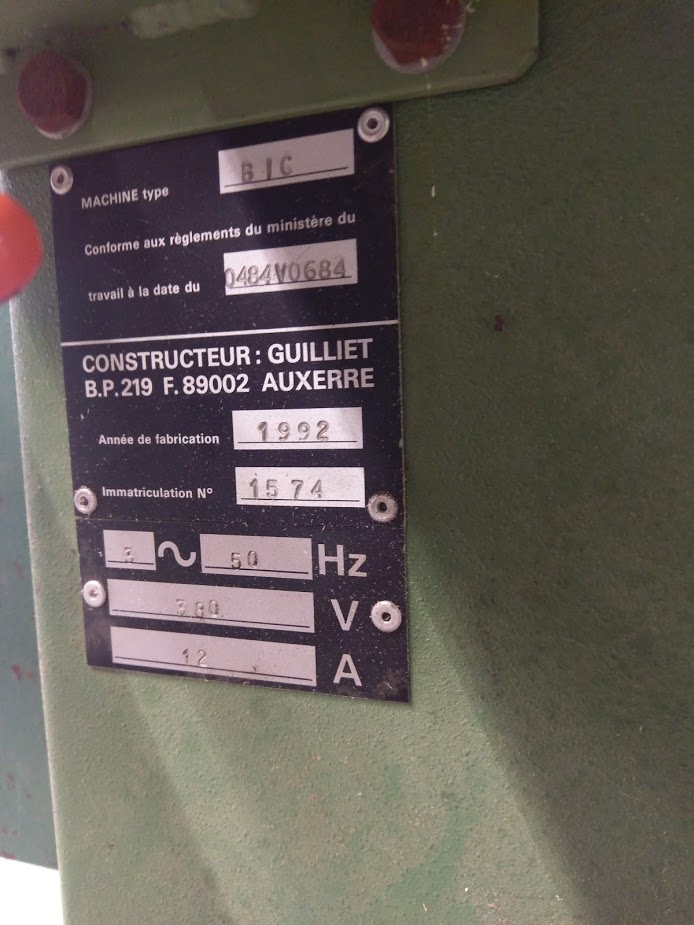 MACHINE type BIC
Conforme aux règlements du ministère du
travail à la date du 0484V0684
CONSTRUCTEUR : GUILLIET
B.P. 219 F. 89002 AUXERRE
Année de fabrication 1992
Immatriculation N° 1574
3 ~ 50 Hz
380 V
12 A